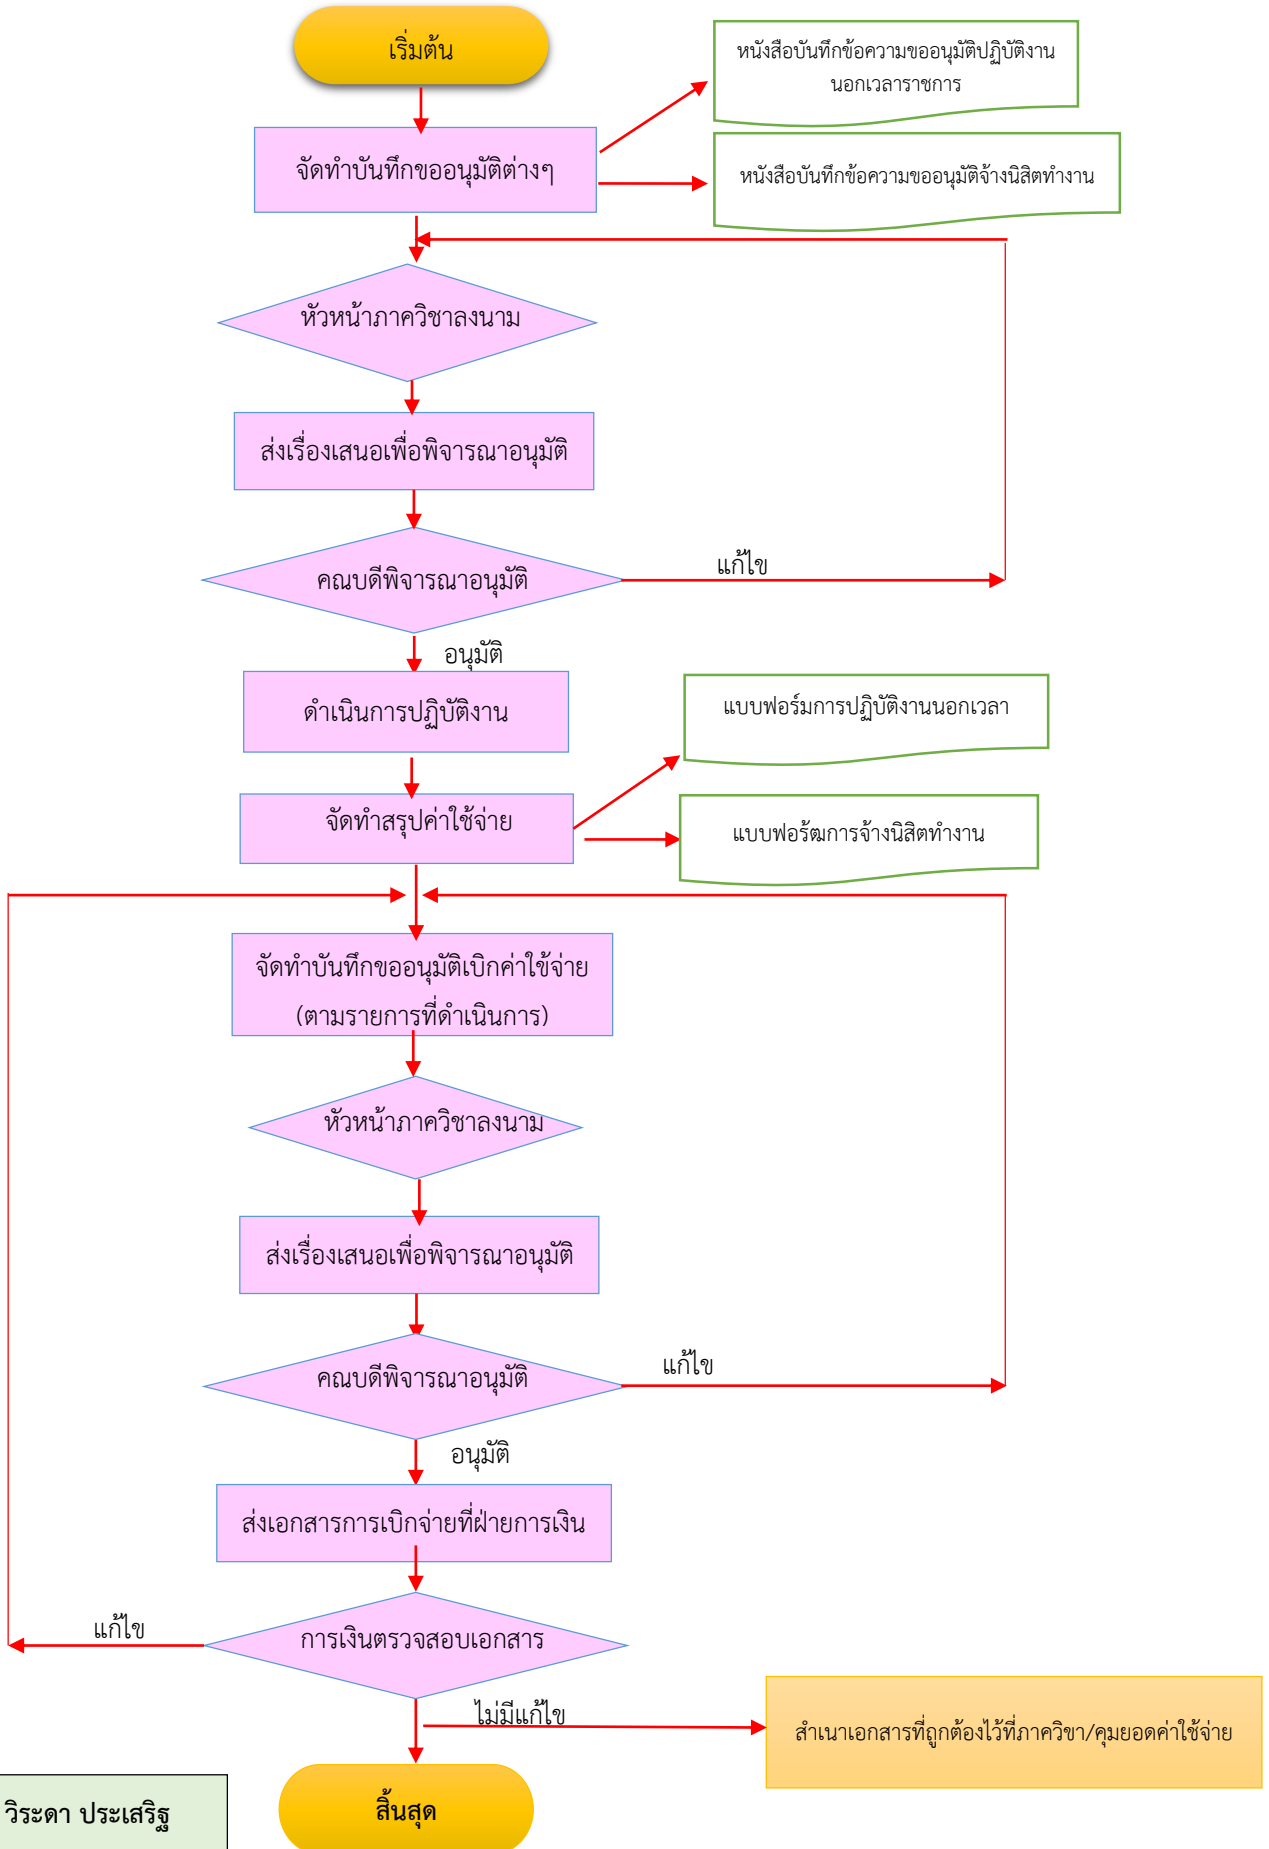 เริ่มต้น
หนังสือบันทึกข้อความขออนุมัติปฏิบัติงาน
นอกเวลาราชการ
จัดทำบันทึกขออนุมัติต่างๆ
หนังสือบันทึกข้อความขออนุมัติจ้างนิสิตทำงาน
หัวหน้าภาควิชาลงนาม
ส่งเรื่องเสนอเพื่อพิจารณาอนุมัติ
คณบดีพิจารณาอนุมัติ
แก้ไข
อนุมัติ
ดำเนินการปฏิบัติงาน
แบบฟอร์มการปฏิบัติงานนอกเวลา
จัดทำสรุปค่าใช้จ่าย
แบบฟอร้ฒการจ้างนิสิตทำงาน
จัดทำบันทึกขออนุมัติเบิกค่าใข้จ่าย
(ตามรายการที่ดำเนินการ)
หัวหน้าภาควิชาลงนาม
ส่งเรื่องเสนอเพื่อพิจารณาอนุมัติ
คณบดีพิจารณาอนุมัติ
แก้ไข
อนุมัติ
ส่งเอกสารการเบิกจ่ายที่ฝ่ายการเงิน
แก้ไข
การเงินตรวจสอบเอกสาร
ไม่มีแก้ไข
สำเนาเอกสารที่ถูกต้องไว้ที่ภาควิขา/คุมยอดค่าใช้จ่าย
สิ้นสุด
วิระดา ประเสริฐ